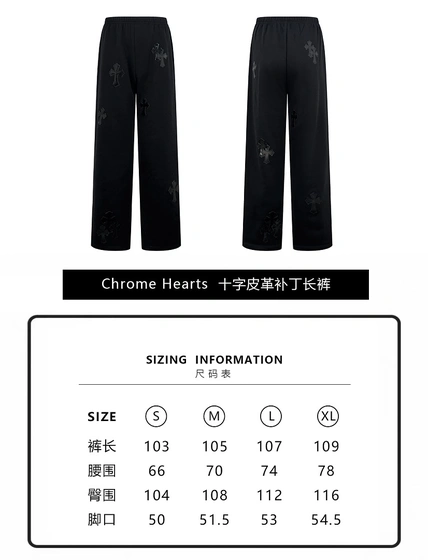 Chrome Hearts 十字皮革补丁长裤
SIZING INFORMATION
尺码表
SIZE S M L XL
裤长 103 105 107 109
腰围 66 70 74 78
臀围 104 108 112 116
脚口 50 51.5 53 54.5